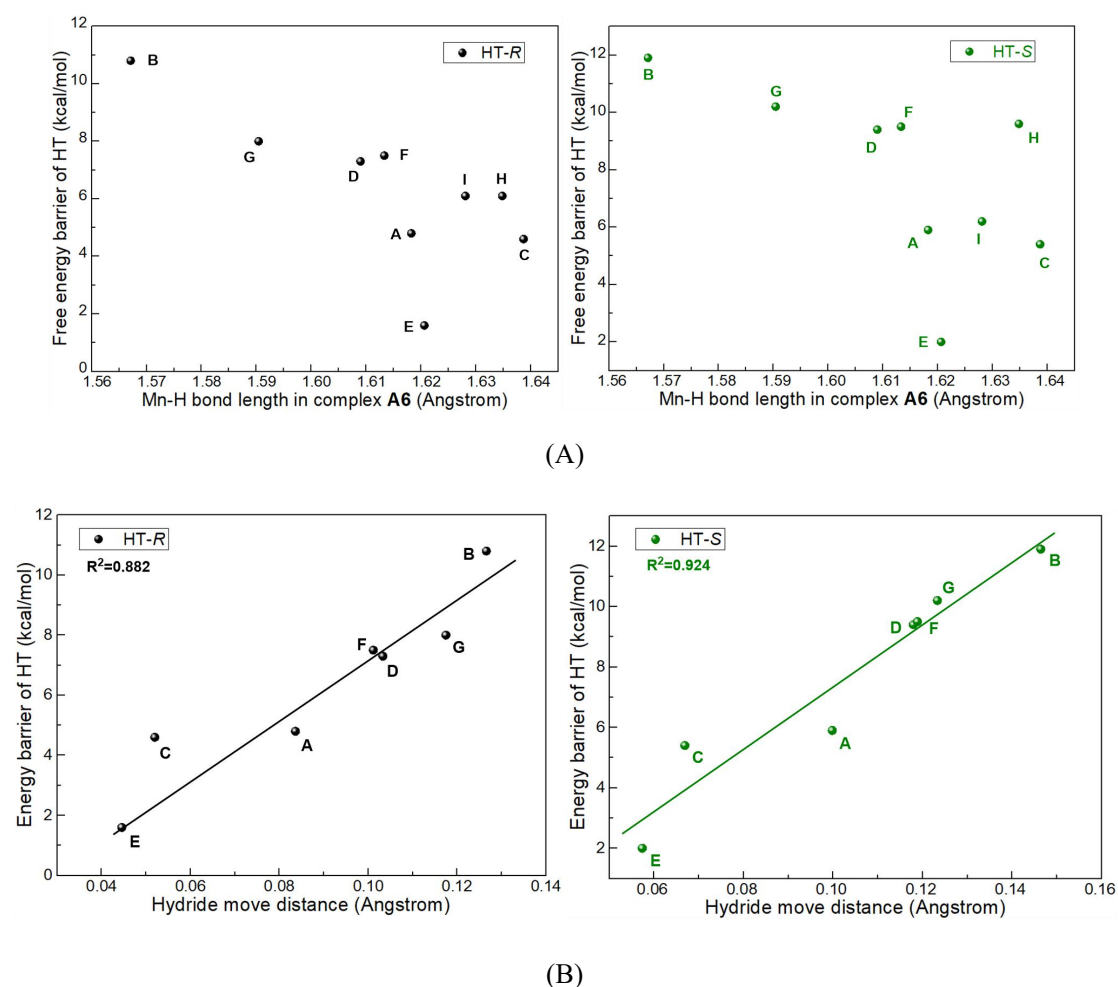 12
10
8
6
4
2
0
Free energy barrier of HT (kcal/mol)
HT-R
B
G
D
F
I
H
A
C
E
1.56 1.57 1.58 1.59 1.60 1.61 1.62 1.63 1.64
Mn-H bond length in complex A6 (Angstrom)
12
10
8
6
4
2
Free energy barrier of HT (kcal/mol)
HT-S
B
G
F
D
H
A
I
C
E
1.56 1.57 1.58 1.59 1.60 1.61 1.62 1.63 1.64
Mn-H bond length in complex A6 (Angstrom)
(A)
12
10
8
6
4
2
0
Energy barrier of HT (kcal/mol)
HT-R
R²=0.882
B
F
G
D
A
C
E
0.04 0.06 0.08 0.10 0.12 0.14
Hydride move distance (Angstrom)
12
10
8
6
4
2
Energy barrier of HT (kcal/mol)
HT-S
R²=0.924
B
G
D
F
A
C
E
0.06 0.08 0.10 0.12 0.14 0.16
Hydride move distance (Angstrom)
(B)